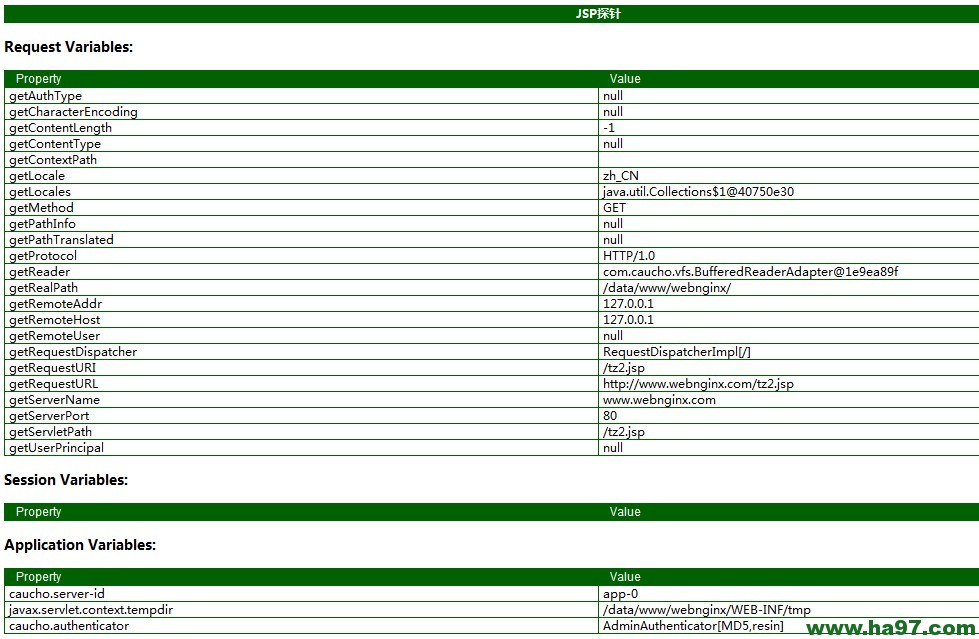 JSP探针
Request Variables:
Property Value
getAuthType null
getCharacterEncoding null
getContentLength -1
getContentType null
getContextPath
getLocale zh_CN
getLocales java.util.Collections$1@40750e30
getMethod GET
getPathInfo null
getPathTranslated null
getProtocol HTTP/1.0
getReader com.caucho.vfs.BufferedReaderAdapter@1e9ea89f
getRealPath /data/www/webnginx/
getRemoteAddr 127.0.0.1
getRemoteHost 127.0.0.1
getRemoteUser null
getRequestDispatcher RequestDispatcherImpl[/]
getRequestURI /tz2.jsp
getRequestURL http://www.webnginx.com/tz2.jsp
getServerName www.webnginx.com
getServerPort 80
getServletPath /tz2.jsp
getUserPrincipal null
Session Variables:
Property Value
Application Variables:
Property Value
caucho.server-id app-0
javax.servlet.context.tempdir /data/www/webnginx/WEB-INF/tmp
caucho.authenticator AdminAuthenticator[MD5,resin]
www.ha97.com